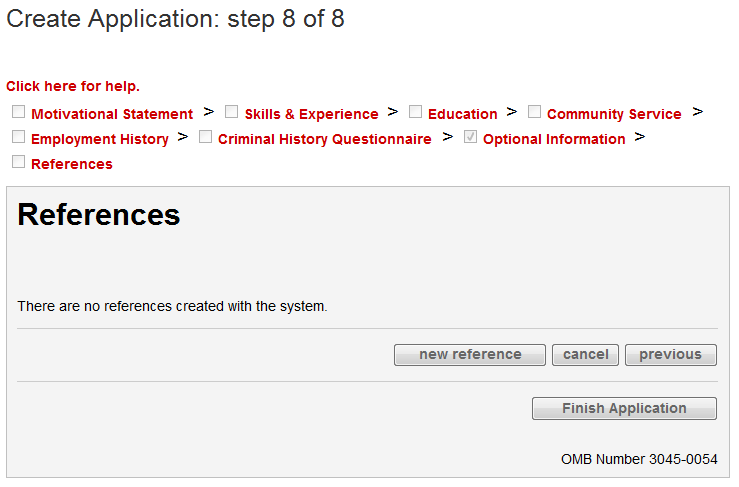 Create Application: step 8 of 8
Click here for help.
Motivational Statement > Skills & Experience > Education > Community Service >
Employment History > Criminal History Questionnaire > Optional Information >
References
References
There are no references created with the system.
new reference cancel previous
Finish Application
OMB Number 3045-0054